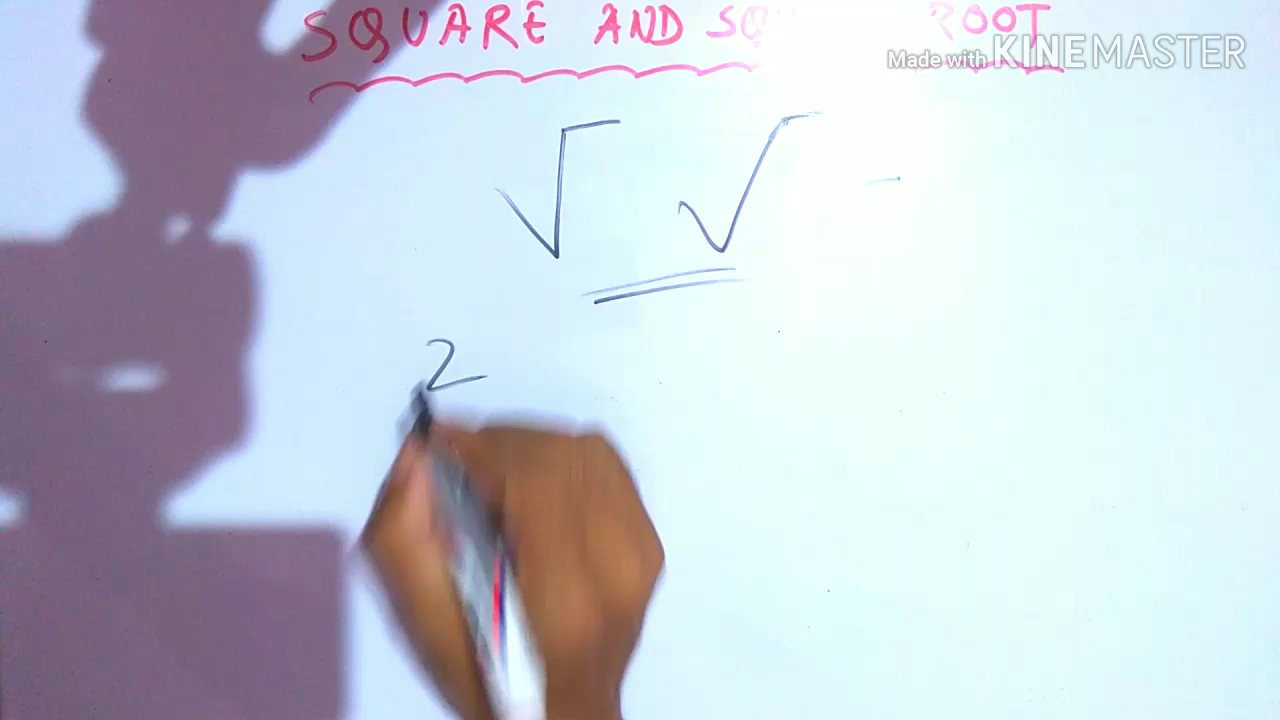 SQUARE AND SQ ROOT
Made with KINEMASTER
√ √ -
2